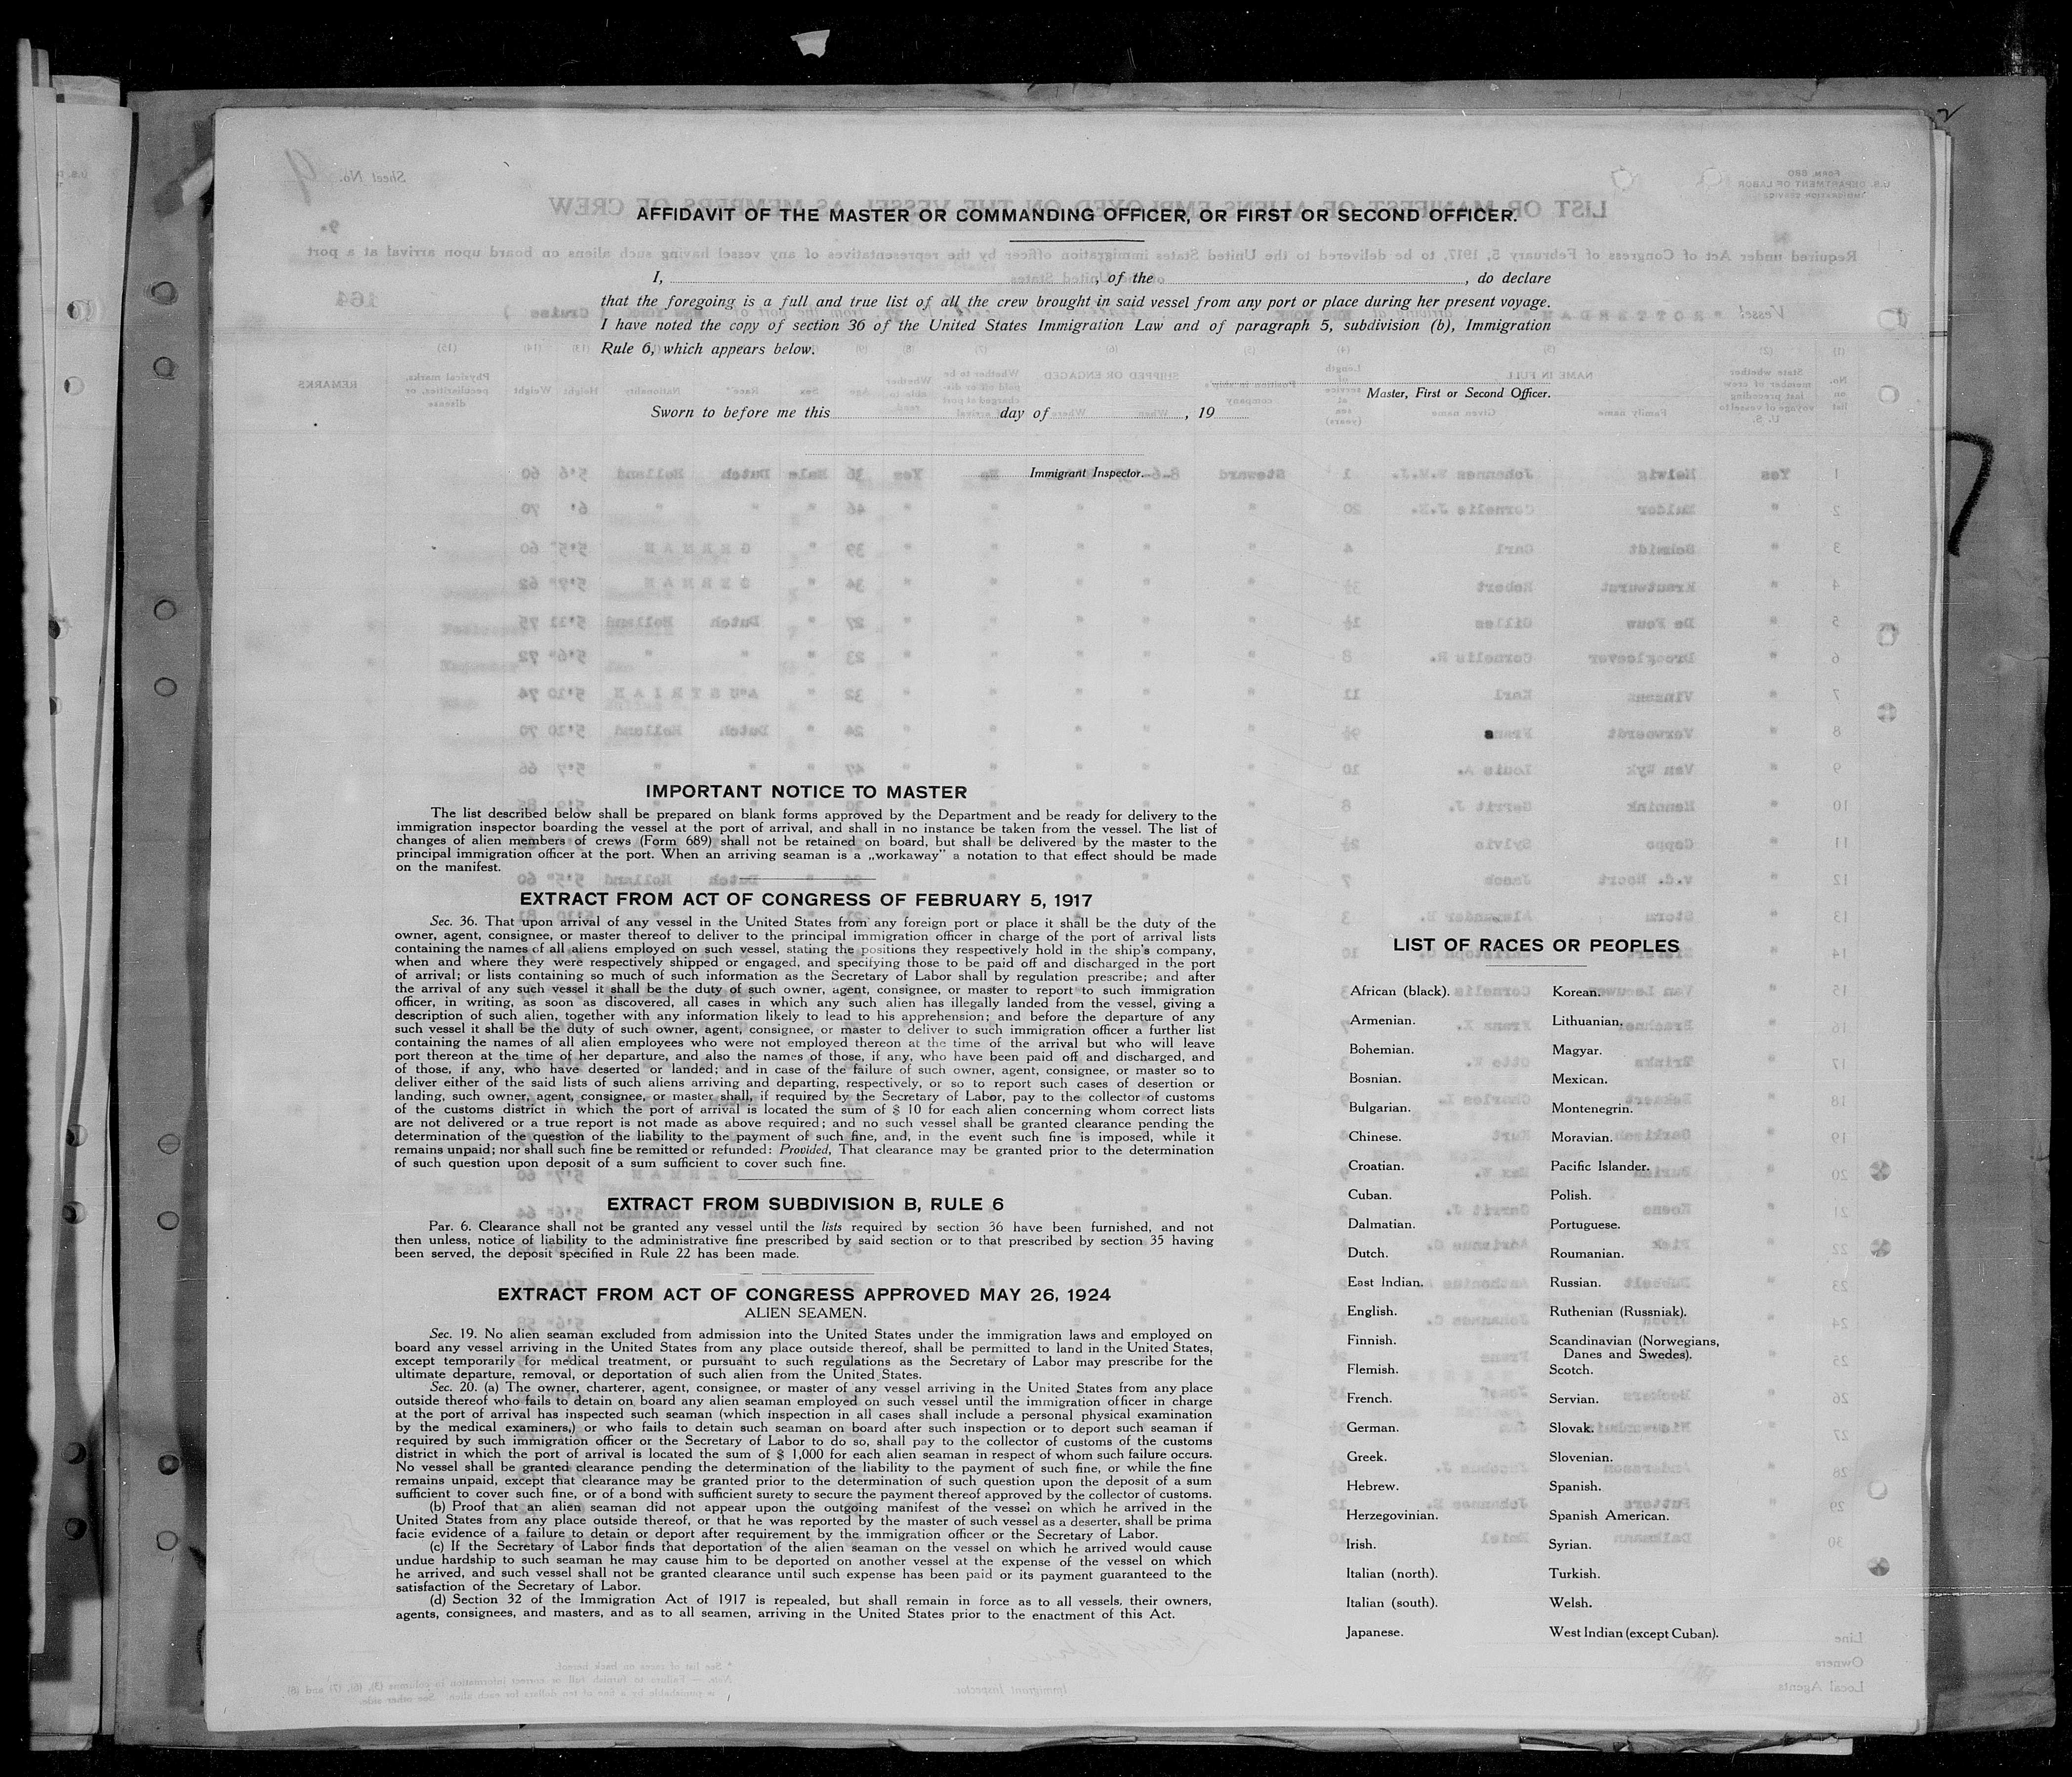 AFFIDAVIT OF THE MASTER OR COMMANDING OFFICER, OR FIRST OR SECOND OFFICER.
I, , of the , do declare
that the foregoing is a full and true list of all the crew brought in said vessel from any port or place during her present voyage.
I have noted the copy of section 36 of the United States Immigration Law and of paragraph 5, subdivision (b), Immigration
Rule 6, which appears below.
Master, First or Second Officer.
Sworn to before me this day of , 19
Immigrant Inspector.
IMPORTANT NOTICE TO MASTER
The list described below shall be prepared on blank forms approved by the Department and be ready for delivery to the
immigration inspector boarding the vessel at the port of arrival, and shall in no instance be taken from the vessel. The list of
changes of alien members of crews (Form 689) shall not be retained on board, but shall be delivered by the master to the
principal immigration officer at the port. When an arriving seaman is a „workaway” a notation to that effect should be made
on the manifest.
EXTRACT FROM ACT OF CONGRESS OF FEBRUARY 5, 1917
Sec. 36. That upon arrival of any vessel in the United States from any foreign port or place it shall be the duty of the
owner, agent, consignee, or master thereof to deliver to the principal immigration officer in charge of the port of arrival lists
containing the names of all aliens employed on such vessel, stating the positions they respectively hold in the ship's company,
when and where they were respectively shipped or engaged, and specifying those to be paid off and discharged in the port
of arrival; or lists containing so much of such information as the Secretary of Labor shall by regulation prescribe; and after
the arrival of any such vessel it shall be the duty of such owner, agent, consignee, or master to report to such immigration
officer, in writing, as soon as discovered, all cases in which any such alien has illegally landed from the vessel, giving a
description of such alien, together with any information likely to lead to his apprehension; and before the departure of any
such vessel it shall be the duty of such owner, agent, consignee, or master to deliver to such immigration officer a further list
containing the names of all alien employees who were not employed thereon at the time of the arrival but who will leave
port thereon at the time of her departure, and also the names of those, if any, who have been paid off and discharged, and
of those, if any, who have deserted or landed; and in case of the failure of such owner, agent, consignee, or master so to
deliver either of the said lists of such aliens arriving and departing, respectively, or so to report such cases of desertion or
landing, such owner, agent, consignee, or master shall, if required by the Secretary of Labor, pay to the collector of customs
of the customs district in which the port of arrival is located the sum of $ 10 for each alien concerning whom correct lists
are not delivered or a true report is not made as above required; and no such vessel shall be granted clearance pending the
determination of the question of the liability to the payment of such fine, and, in the event such fine is imposed, while it
remains unpaid; nor shall such fine be remitted or refunded: Provided, That clearance may be granted prior to the determination
of such question upon deposit of a sum sufficient to cover such fine.
EXTRACT FROM SUBDIVISION B, RULE 6
Par. 6. Clearance shall not be granted any vessel until the lists required by section 36 have been furnished, and not
then unless, notice of liability to the administrative fine prescribed by said section or to that prescribed by section 35 having
been served, the deposit specified in Rule 22 has been made.
EXTRACT FROM ACT OF CONGRESS APPROVED MAY 26, 1924
ALIEN SEAMEN.
Sec. 19. No alien seaman excluded from admission into the United States under the immigration laws and employed on
board any vessel arriving in the United States from any place outside thereof, shall be permitted to land in the United States,
except temporarily for medical treatment, or pursuant to such regulations as the Secretary of Labor may prescribe for the
ultimate departure, removal, or deportation of such alien from the United States.
Sec. 20. (a) The owner, charterer, agent, consignee, or master of any vessel arriving in the United States from any place
outside thereof who fails to detain on board any alien seaman employed on such vessel until the immigration officer in charge
at the port of arrival has inspected such seaman (which inspection in all cases shall include a personal physical examination
by the medical examiners,) or who fails to detain such seaman on board after such inspection or to deport such seaman if
required by such immigration officer or the Secretary of Labor to do so, shall pay to the collector of customs of the customs
district in which the port of arrival is located the sum of $ 1,000 for each alien seaman in respect of whom such failure occurs.
No vessel shall be granted clearance pending the determination of the liability to the payment of such fine, or while the fine
remains unpaid, except that clearance may be granted prior to the determination of such question upon the deposit of a sum
sufficient to cover such fine, or of a bond with sufficient surety to secure the payment thereof approved by the collector of customs.
(b) Proof that an alien seaman did not appear upon the outgoing manifest of the vessel on which he arrived in the
United States from any place outside thereof, or that he was reported by the master of such vessel as a deserter, shall be prima
facie evidence of a failure to detain or deport after requirement by the immigration officer or the Secretary of Labor.
(c) If the Secretary of Labor finds that deportation of the alien seaman on the vessel on which he arrived would cause
undue hardship to such seaman he may cause him to be deported on another vessel at the expense of the vessel on which
he arrived, and such vessel shall not be granted clearance until such expense has been paid or its payment guaranteed to the
satisfaction of the Secretary of Labor.
(d) Section 32 of the Immigration Act of 1917 is repealed, but shall remain in force as to all vessels, their owners,
agents, consignees, and masters, and as to all seamen, arriving in the United States prior to the enactment of this Act.
LIST OF RACES OR PEOPLES
African (black).
Armenian.
Bohemian.
Bosnian.
Bulgarian.
Chinese.
Croatian.
Cuban.
Dalmatian.
Dutch.
East Indian.
English.
Finnish.
Flemish.
French.
German.
Greek.
Hebrew.
Herzegovinian.
Irish.
Italian (north).
Italian (south).
Japanese.
Korean.
Lithuanian.
Magyar.
Mexican.
Montenegrin.
Moravian.
Pacific Islander.
Polish.
Portuguese.
Roumanian.
Russian.
Ruthenian (Russniak).
Scandinavian (Norwegians,
Danes and Swedes).
Scotch.
Servian.
Slovak.
Slovenian.
Spanish.
Spanish American.
Syrian.
Turkish.
Welsh.
West Indian (except Cuban).